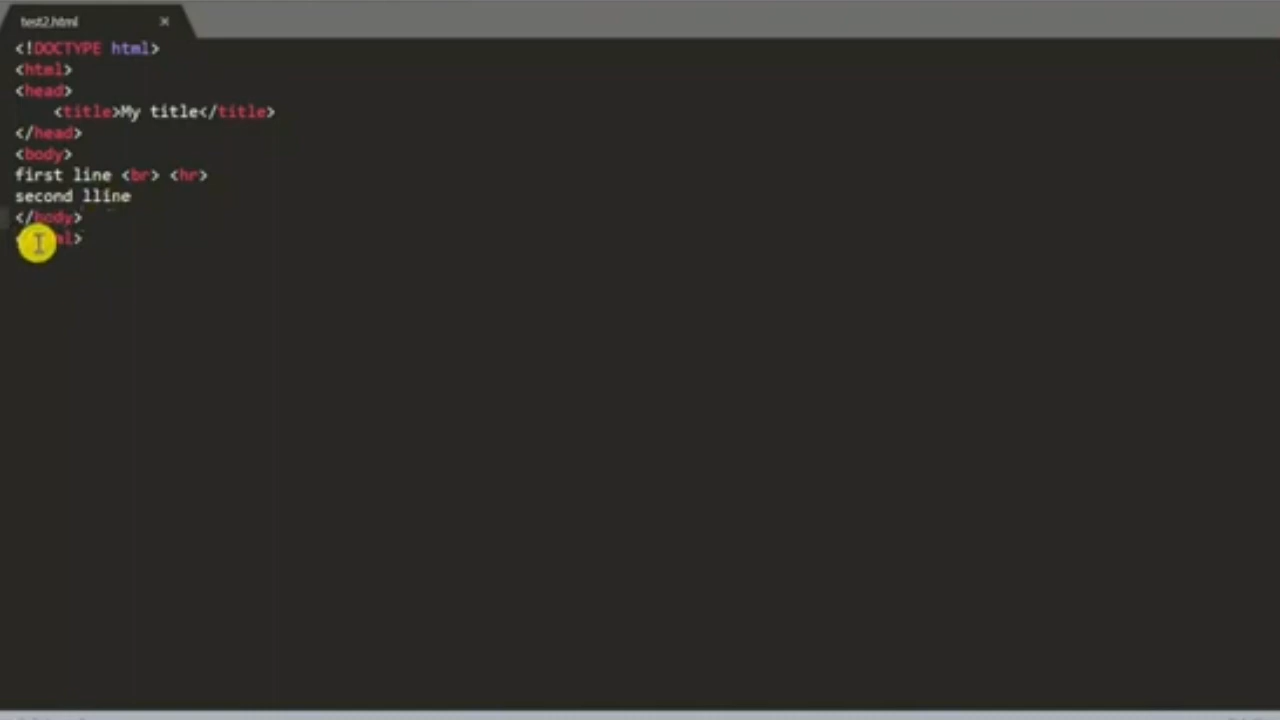 test2.html ×
<!DOCTYPE html>
<html>
<head>
    <title>My title</title>
</head>
<body>
first line <br> <hr>
second lline
</body>